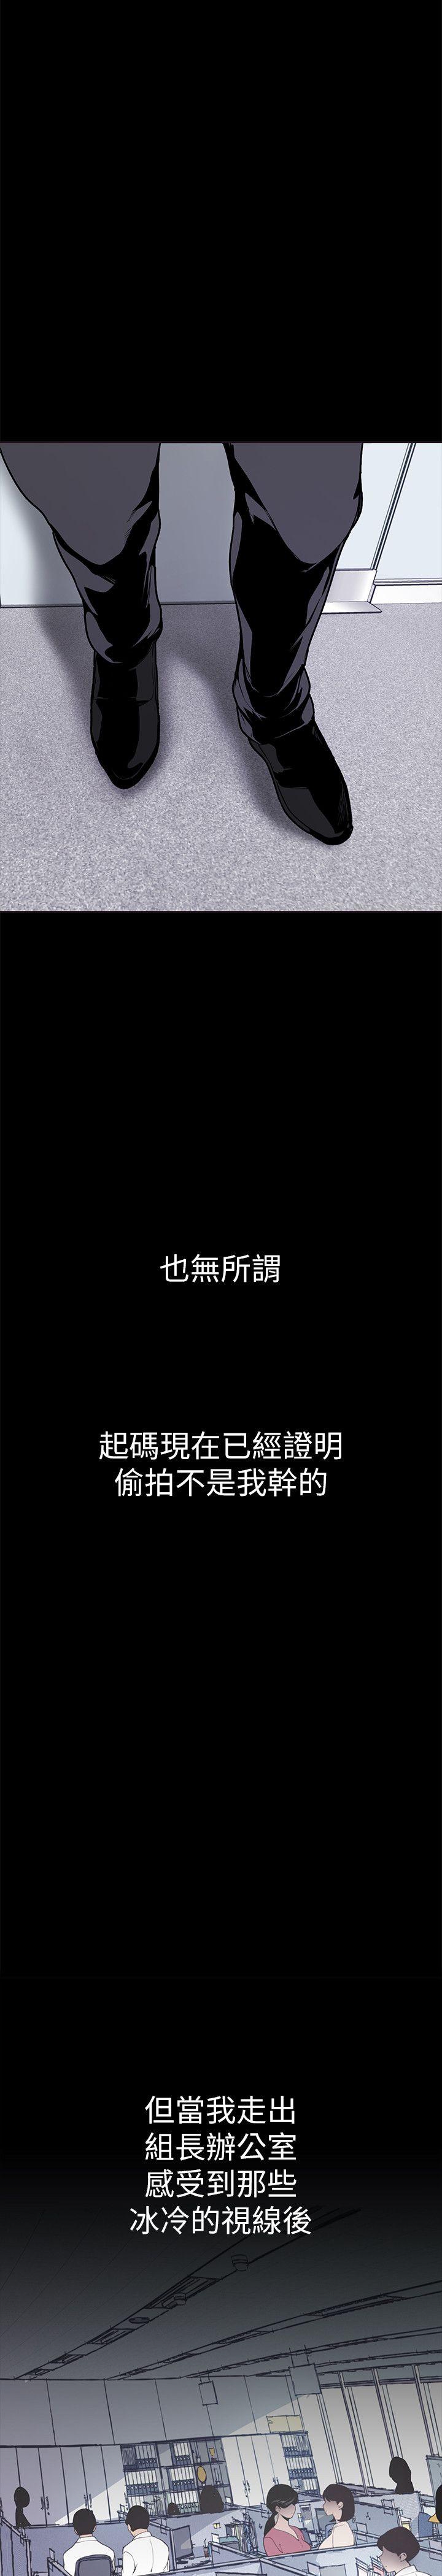 也無所謂
起碼現在已經證明
偷拍不是我幹的
但當我走出
組長辦公室
感受到那些
冰冷的視線後